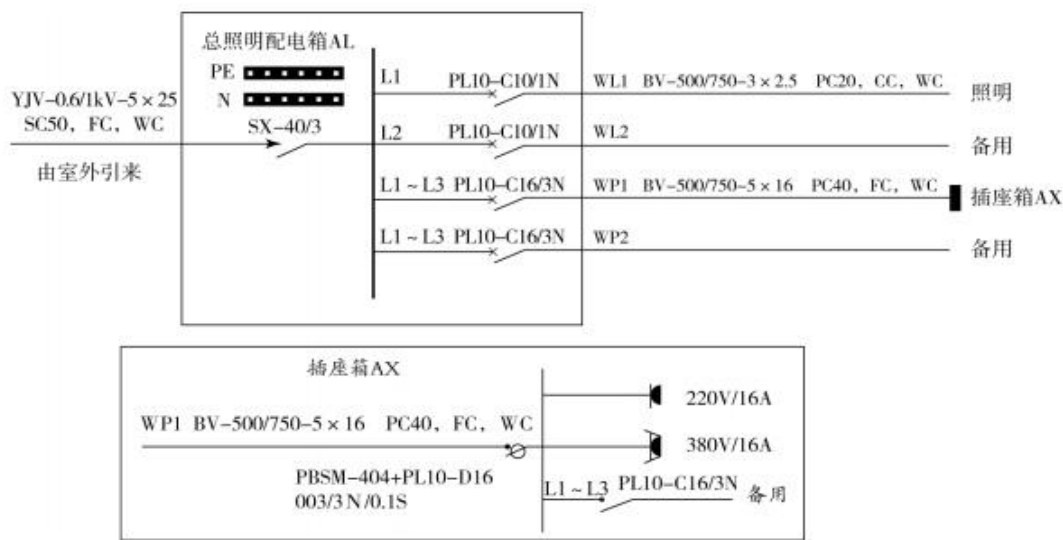 总照明配电箱AL
PE
N
SX-40/3
YJV-0.6/1kV-5×25
SC50, FC, WC
由室外引来
L1 PL10-C10/1N WL1 BV-500/750-3×2.5 PC20, CC, WC 照明
L2 PL10-C10/1N WL2 备用
L1~L3 PL10-C16/3N WP1 BV-500/750-5×16 PC40, FC, WC 插座箱AX
L1~L3 PL10-C16/3N WP2 备用
插座箱AX
WP1 BV-500/750-5×16 PC40, FC, WC
PBSM-404+PL10-D16
003/3N/0.1S
220V/16A
380V/16A
L1~L3 PL10-C16/3N 备用